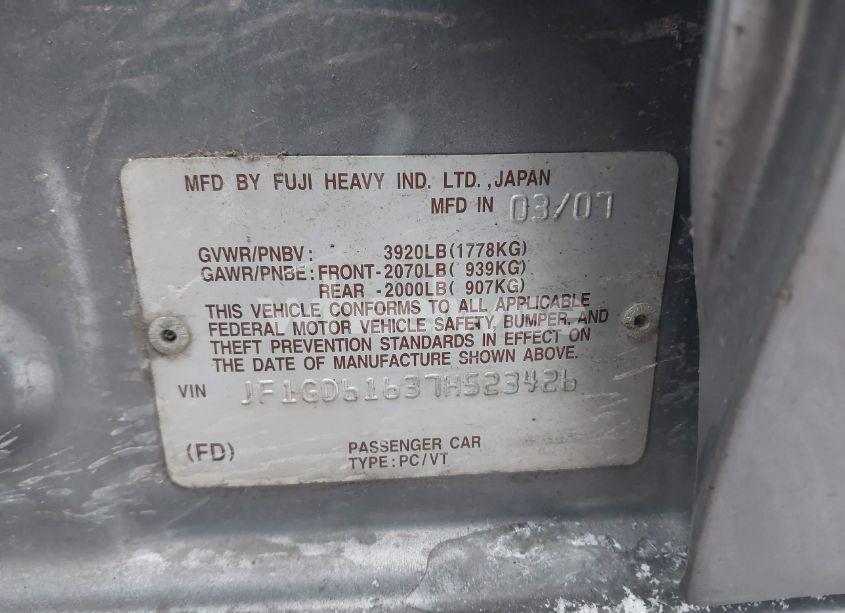 MFD BY FUJI HEAVY IND. LTD.,JAPAN
MFD IN 03/07
GVWR/PNBV: 3920LB(1778KG)
GAWR/PNBE:FRONT-2070LB( 939KG)
REAR -2000LB( 907KG)
THIS VEHICLE CONFORMS TO ALL APPLICABLE
FEDERAL MOTOR VEHICLE SAFETY, BUMPER, AND
THEFT PREVENTION STANDARDS IN EFFECT ON
THE DATE OF MANUFACTURE SHOWN ABOVE.
VIN JF1GD61637H523426
(FD) PASSENGER CAR
TYPE:PC/VT